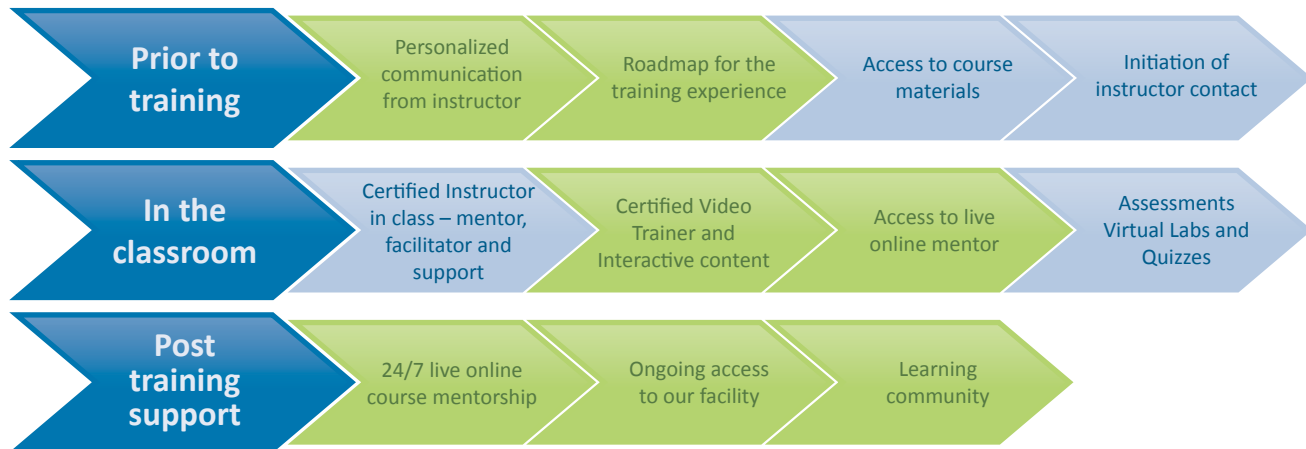 Prior to
training
Personalized
communication
from instructor
Roadmap for the
training experience
Access to course
materials
Initiation of
instructor contact
In the
classroom
Certified Instructor
in class – mentor,
facilitator and
support
Certified Video
Trainer and
Interactive content
Access to live
online mentor
Assessments
Virtual Labs and
Quizzes
Post
training
support
24/7 live online
course mentorship
Ongoing access
to our facility
Learning
community